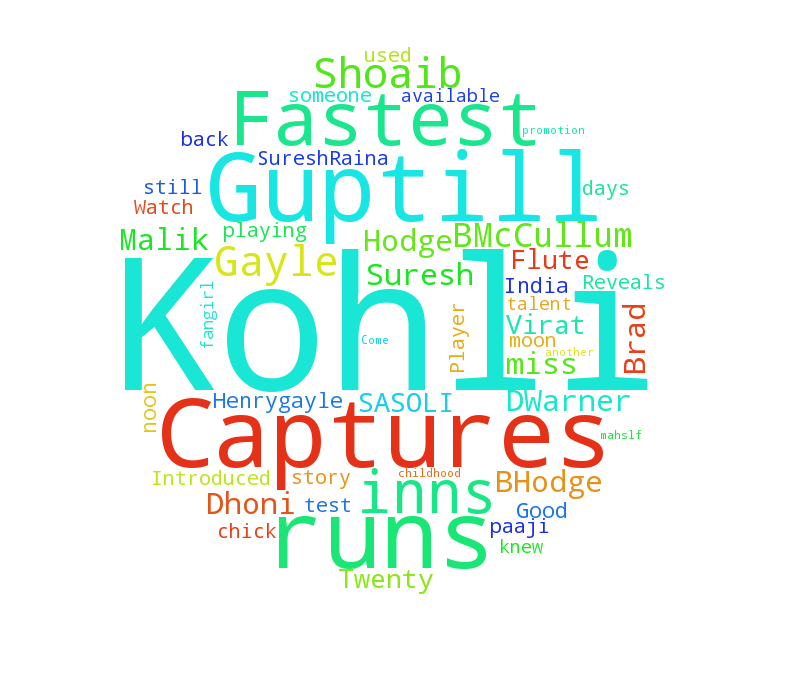 used
Shoaib
someone available
Fastest
promotion
back
SureshRaina
Guptill
still
days
Watch
playing
Malik
Hodge
BMcCullum
Gayle
Flute
Suresh
India
Reveals
Kohli
fangirl
talent
Player
Virat
Brad
Come
moon
another
miss
noon
Henrygayle
SASOLI
DWarner
Captures
mahslf
Introduced
story
childhood
inns
BHodge
Dhoni
test
Good
runs
paaji
chick
knew
Twenty